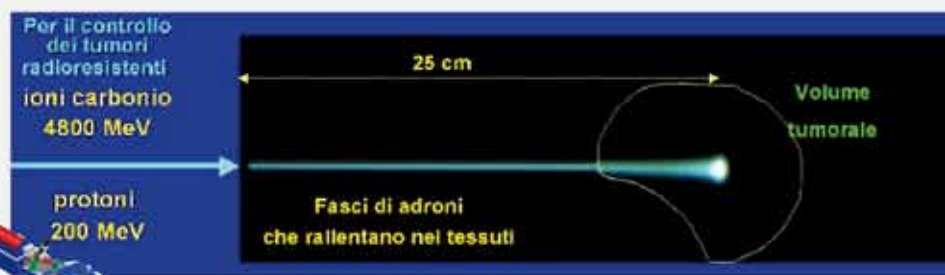 Per il controllo
dei tumori
radioresistenti
ioni carbonio
4800 MeV
protoni
200 MeV
25 cm
Volume
tumorale
Fasci di adroni
che rallentano nei tessuti